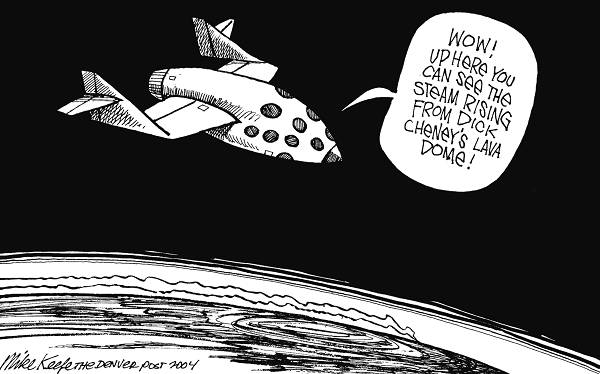 WOW!
UP HERE YOU
CAN SEE THE
STEAM RISING
FROM DICK
CHENEY'S LAVA
DOME!
Mike Keefe THE DENVER POST 2004